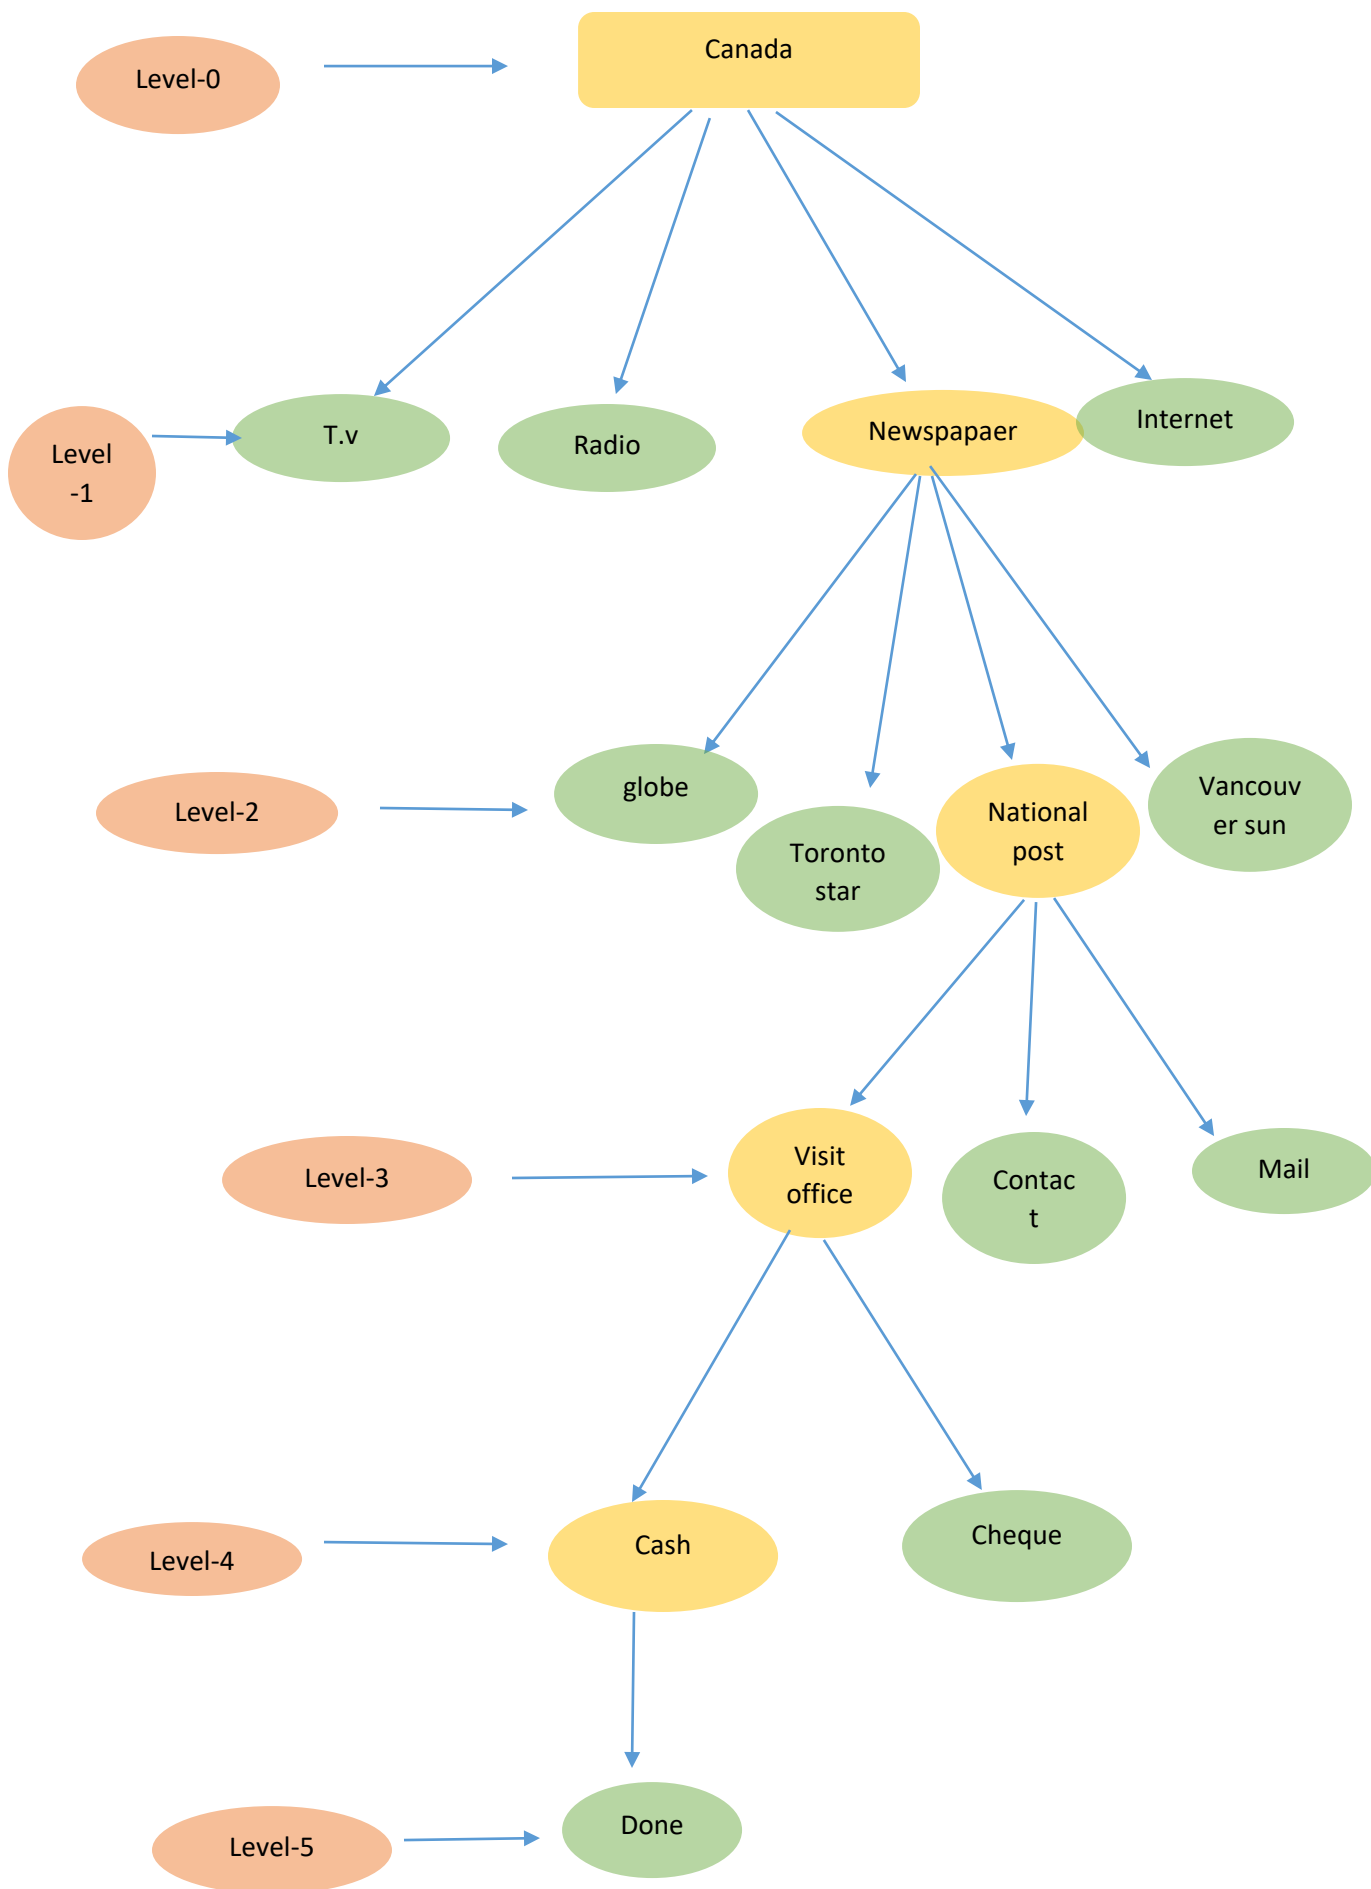 Canada
Level-0
Internet
T.v
Newspapaer
Radio
Level
-1
globe
Level-2
Vancouv
er sun
National
post
Toronto
star
Visit
office
Level-3
Contac
t
Mail
Cash
Cheque
Level-4
Done
Level-5